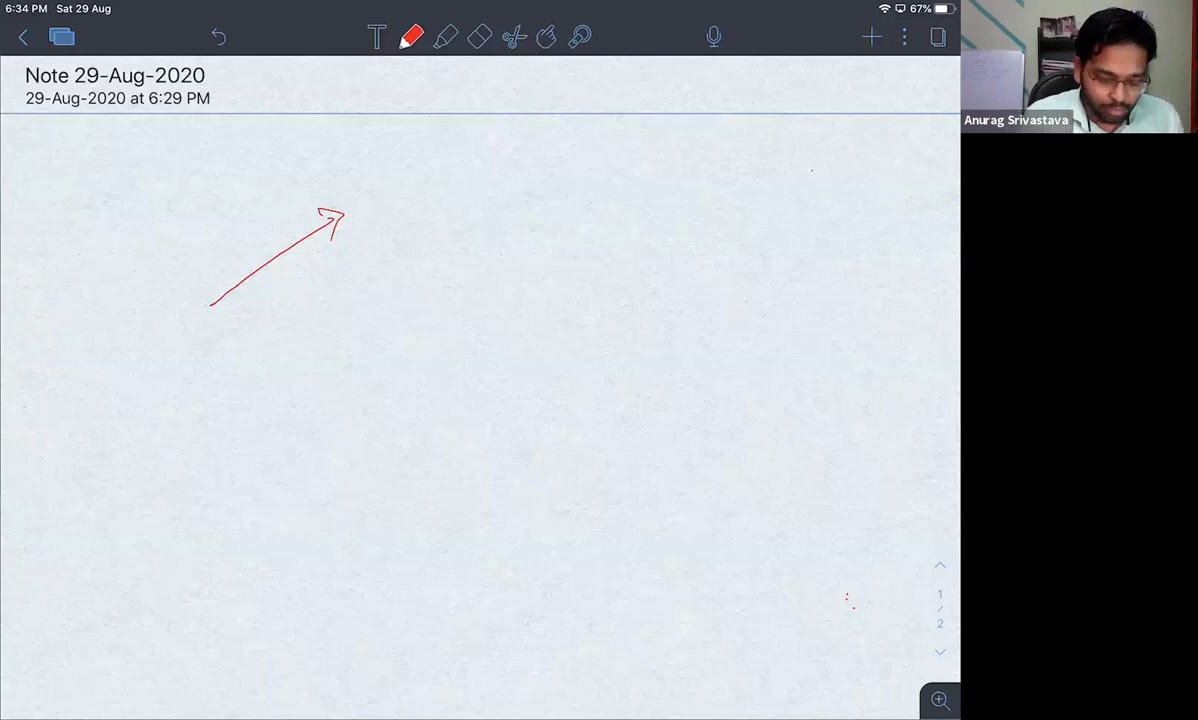 6:34 PM Sat 29 Aug
67%
T
Note 29-Aug-2020
29-Aug-2020 at 6:29 PM
Anurag Srivastava
1
/
2